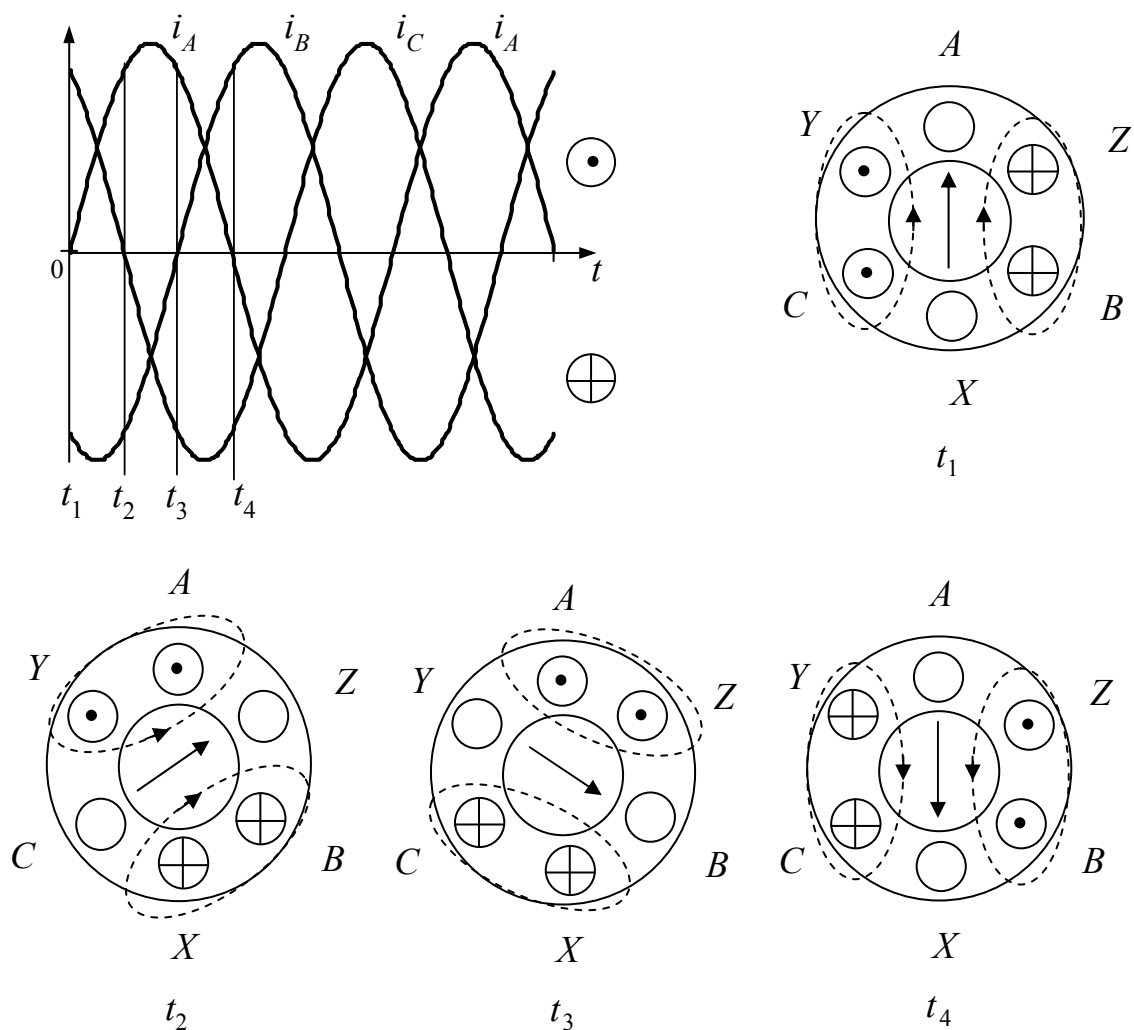 i_A i_B i_C i_A
0 t
t_1 t_2 t_3 t_4
A
Y Z
C B
X
t_1
A
Y Z
C B
X
t_2
A
Y Z
C B
X
t_3
A
Y Z
C B
X
t_4